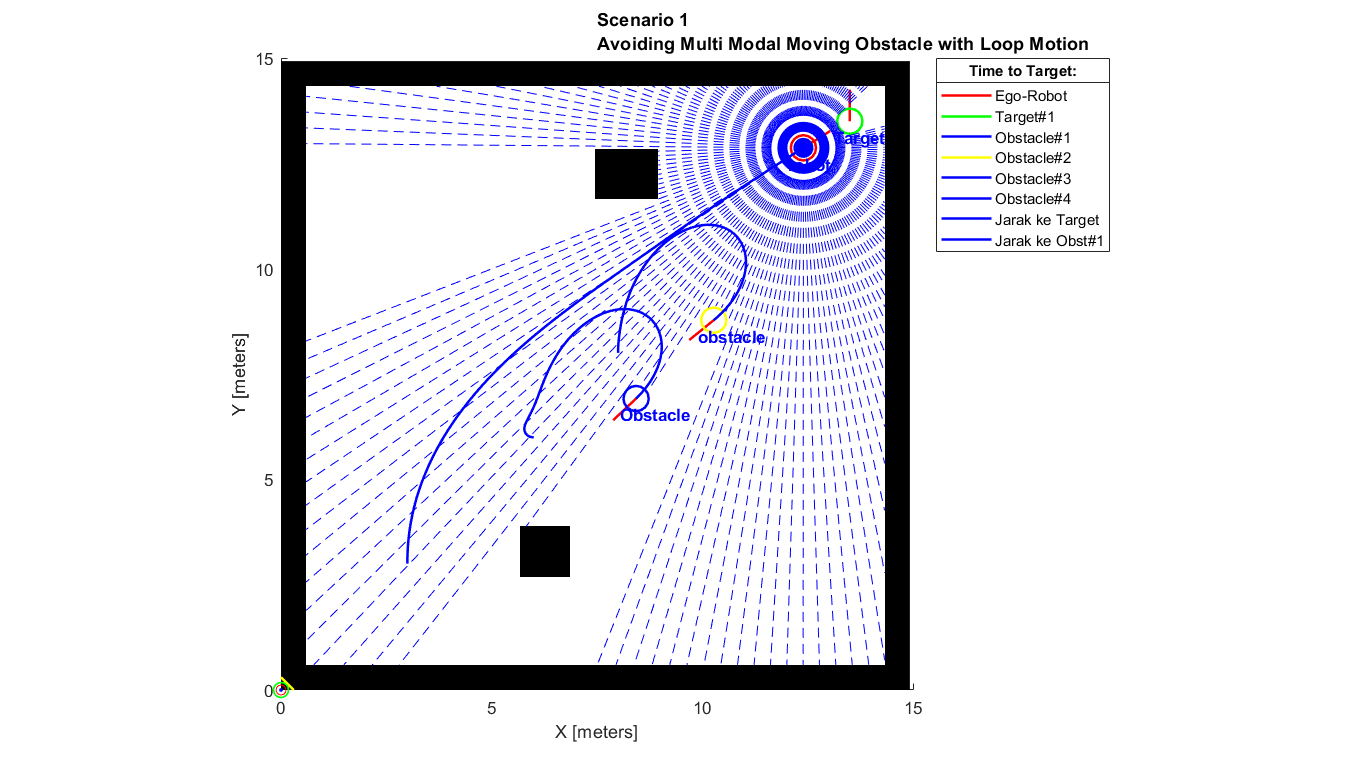 Scenario 1
Avoiding Multi Modal Moving Obstacle with Loop Motion
Time to Target:
Ego-Robot
Target#1
Obstacle#1
Obstacle#2
Obstacle#3
Obstacle#4
Jarak ke Target
Jarak ke Obst#1
15
10
5
0
Y [meters]
Target
obstacle
Obstacle
0
5
10
15
X [meters]